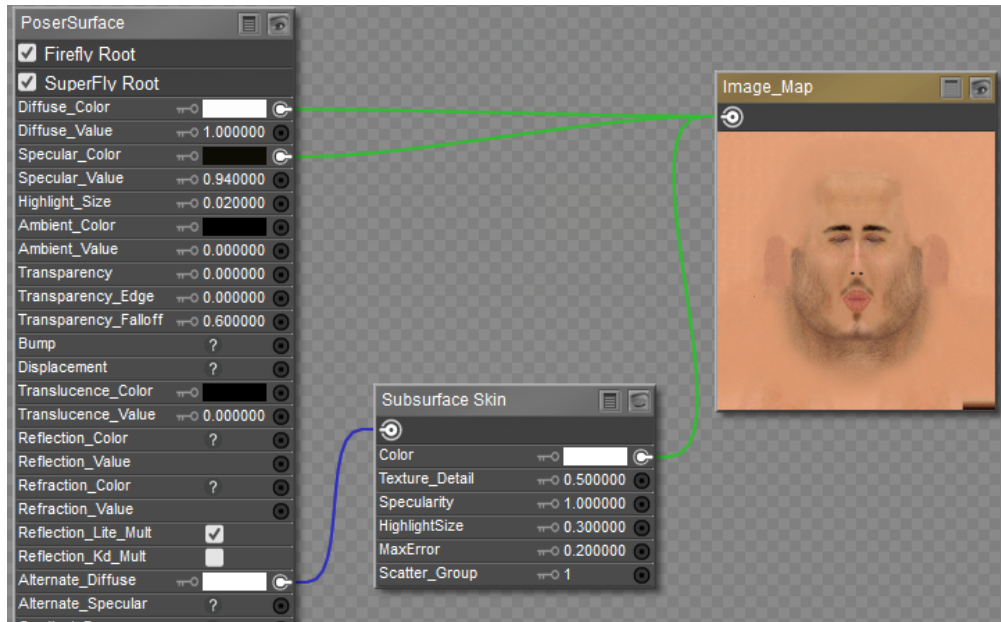 PoserSurface
Firefly Root
SuperFly Root
Diffuse_Color
Diffuse_Value 1.000000
Specular_Color
Specular_Value 0.940000
Highlight_Size 0.020000
Ambient_Color
Ambient_Value 0.000000
Transparency 0.000000
Transparency_Edge 0.000000
Transparency_Falloff 0.600000
Bump ?
Displacement ?
Translucence_Color
Translucence_Value 0.000000
Reflection_Color ?
Reflection_Value
Refraction_Color ?
Refraction_Value
Reflection_Lite_Mult
Reflection_Kd_Mult
Alternate_Diffuse
Alternate_Specular ?
Subsurface Skin
Color
Texture_Detail 0.500000
Specularity 1.000000
HighlightSize 0.300000
MaxError 0.200000
Scatter_Group 1
Image_Map